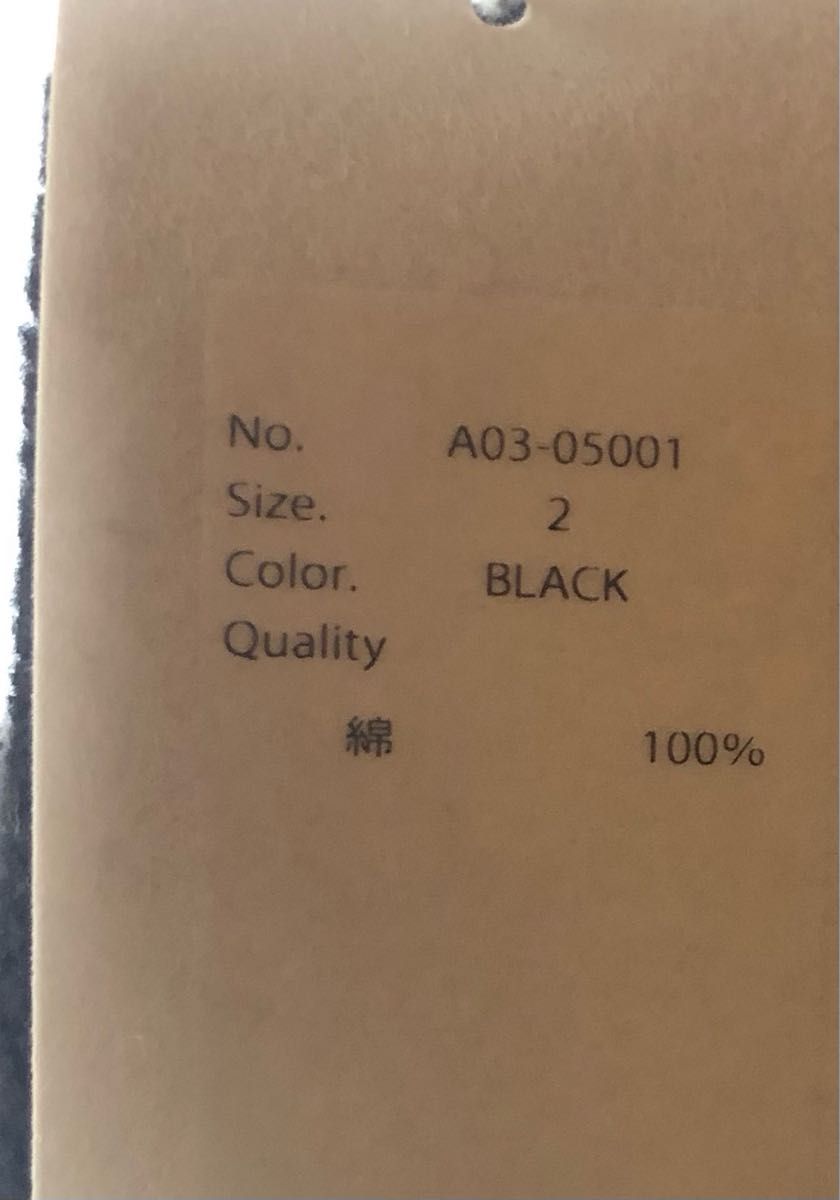 No. A03-05001
Size. 2
Color. BLACK
Quality
綿 100%